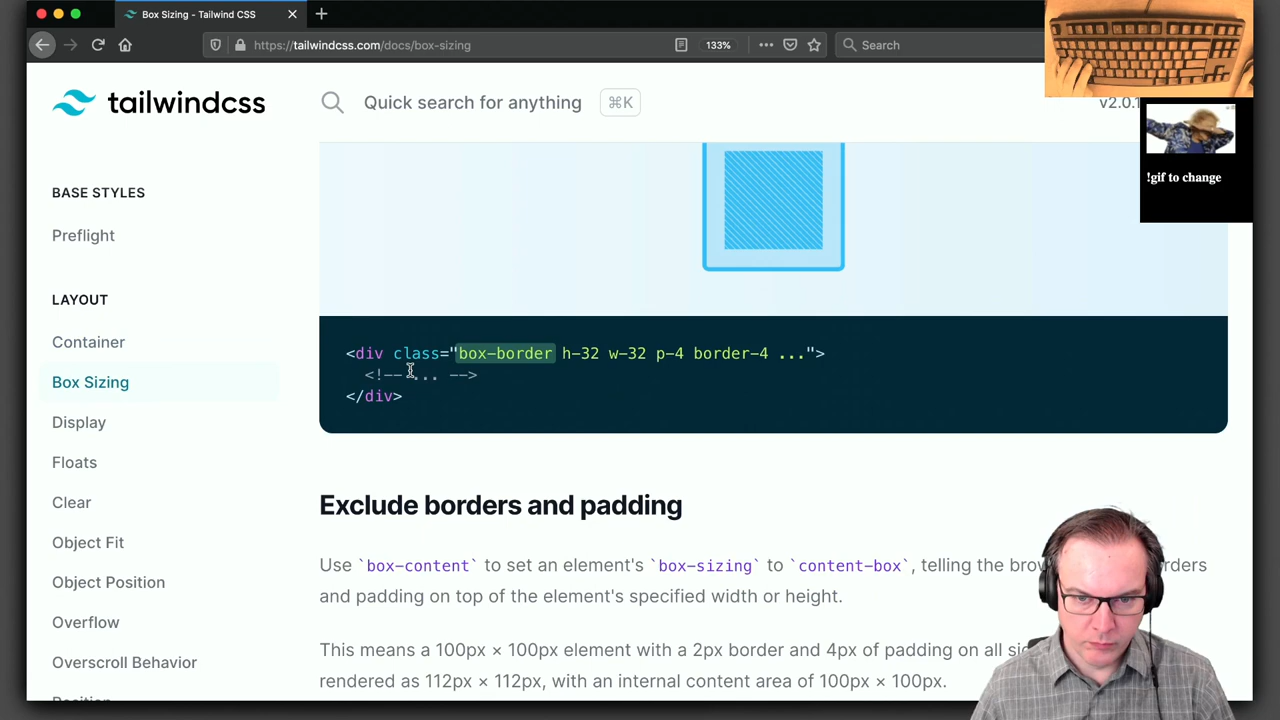 Box Sizing - Tailwind CSS
https://tailwindcss.com/docs/box-sizing
133%
Search
tailwindcss
Quick search for anything
⌘K
v2.0.1
!gif to change
BASE STYLES
Preflight
LAYOUT
Container
Box Sizing
Display
Floats
Clear
Object Fit
Object Position
Overflow
Overscroll Behavior
<div class="box-border h-32 w-32 p-4 border-4 ...">
<!-- ... -->
</div>
Exclude borders and padding
Use `box-content` to set an element's `box-sizing` to `content-box`, telling the
and padding on top of the element's specified width or height.
This means a 100px × 100px element with a 2px border and 4px of padding on all
rendered as 112px × 112px, with an internal content area of 100px × 100px.